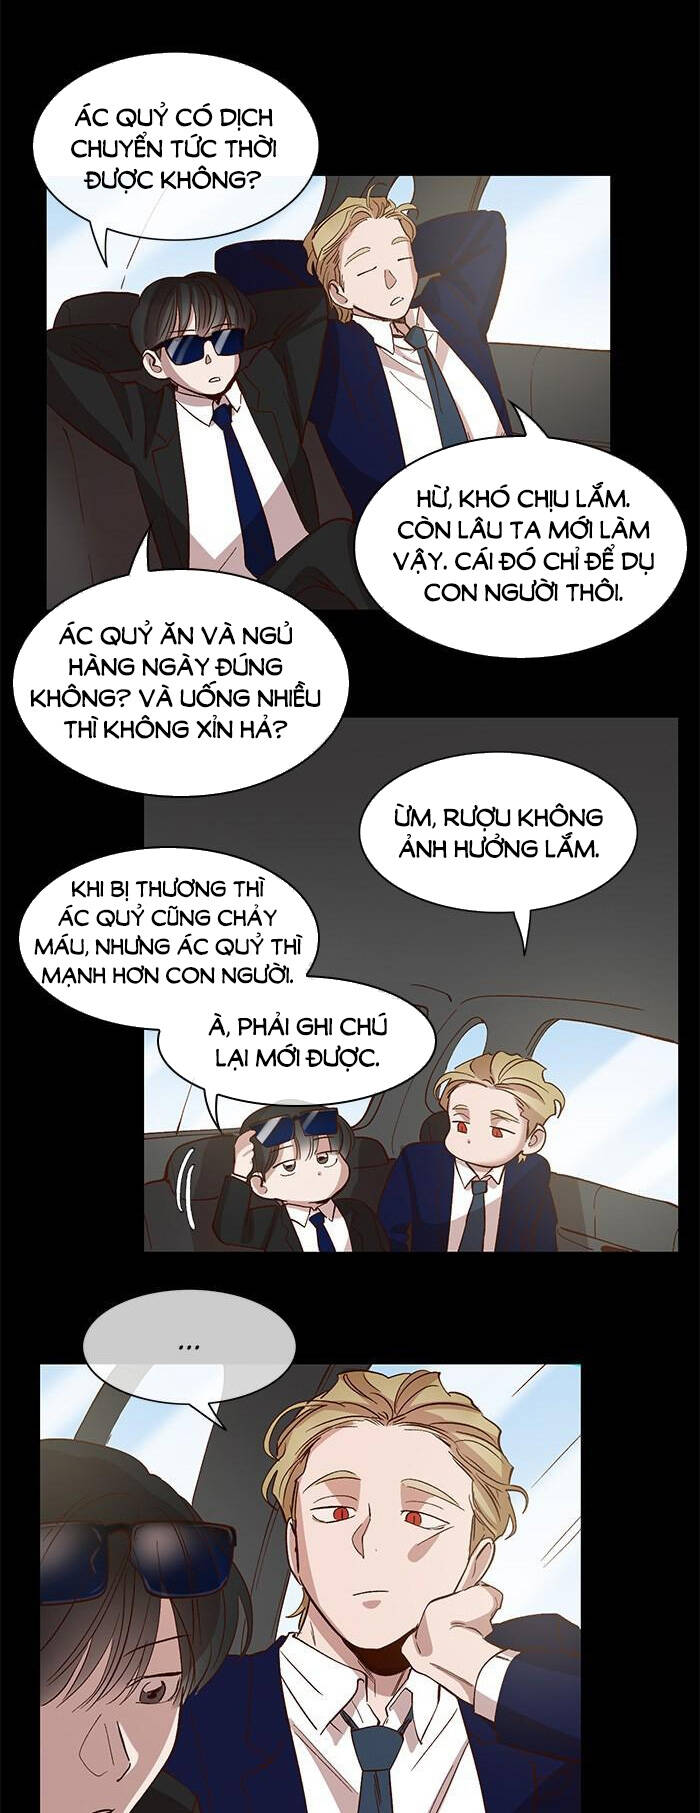 ÁC QUỶ CÓ DỊCH
CHUYỂN TỨC THỜI
ĐƯỢC KHÔNG?
HỪ, KHÓ CHỊU LẮM.
CÒN LÂU TA MỚI LÀM
VẬY. CÁI ĐÓ CHỈ ĐỂ DỤ
CON NGƯỜI THÔI.
ÁC QUỶ ĂN VÀ NGỦ
HÀNG NGÀY ĐÚNG
KHÔNG? VÀ UỐNG NHIỀU
THÌ KHÔNG XỈN HẢ?
ỪM, RƯỢU KHÔNG
ẢNH HƯỞNG LẮM.
KHI BỊ THƯƠNG THÌ
ÁC QUỶ CŨNG CHẢY
MÁU, NHƯNG ÁC QUỶ THÌ
MẠNH HƠN CON NGƯỜI.
À, PHẢI GHI CHÚ
LẠI MỚI ĐƯỢC.
...